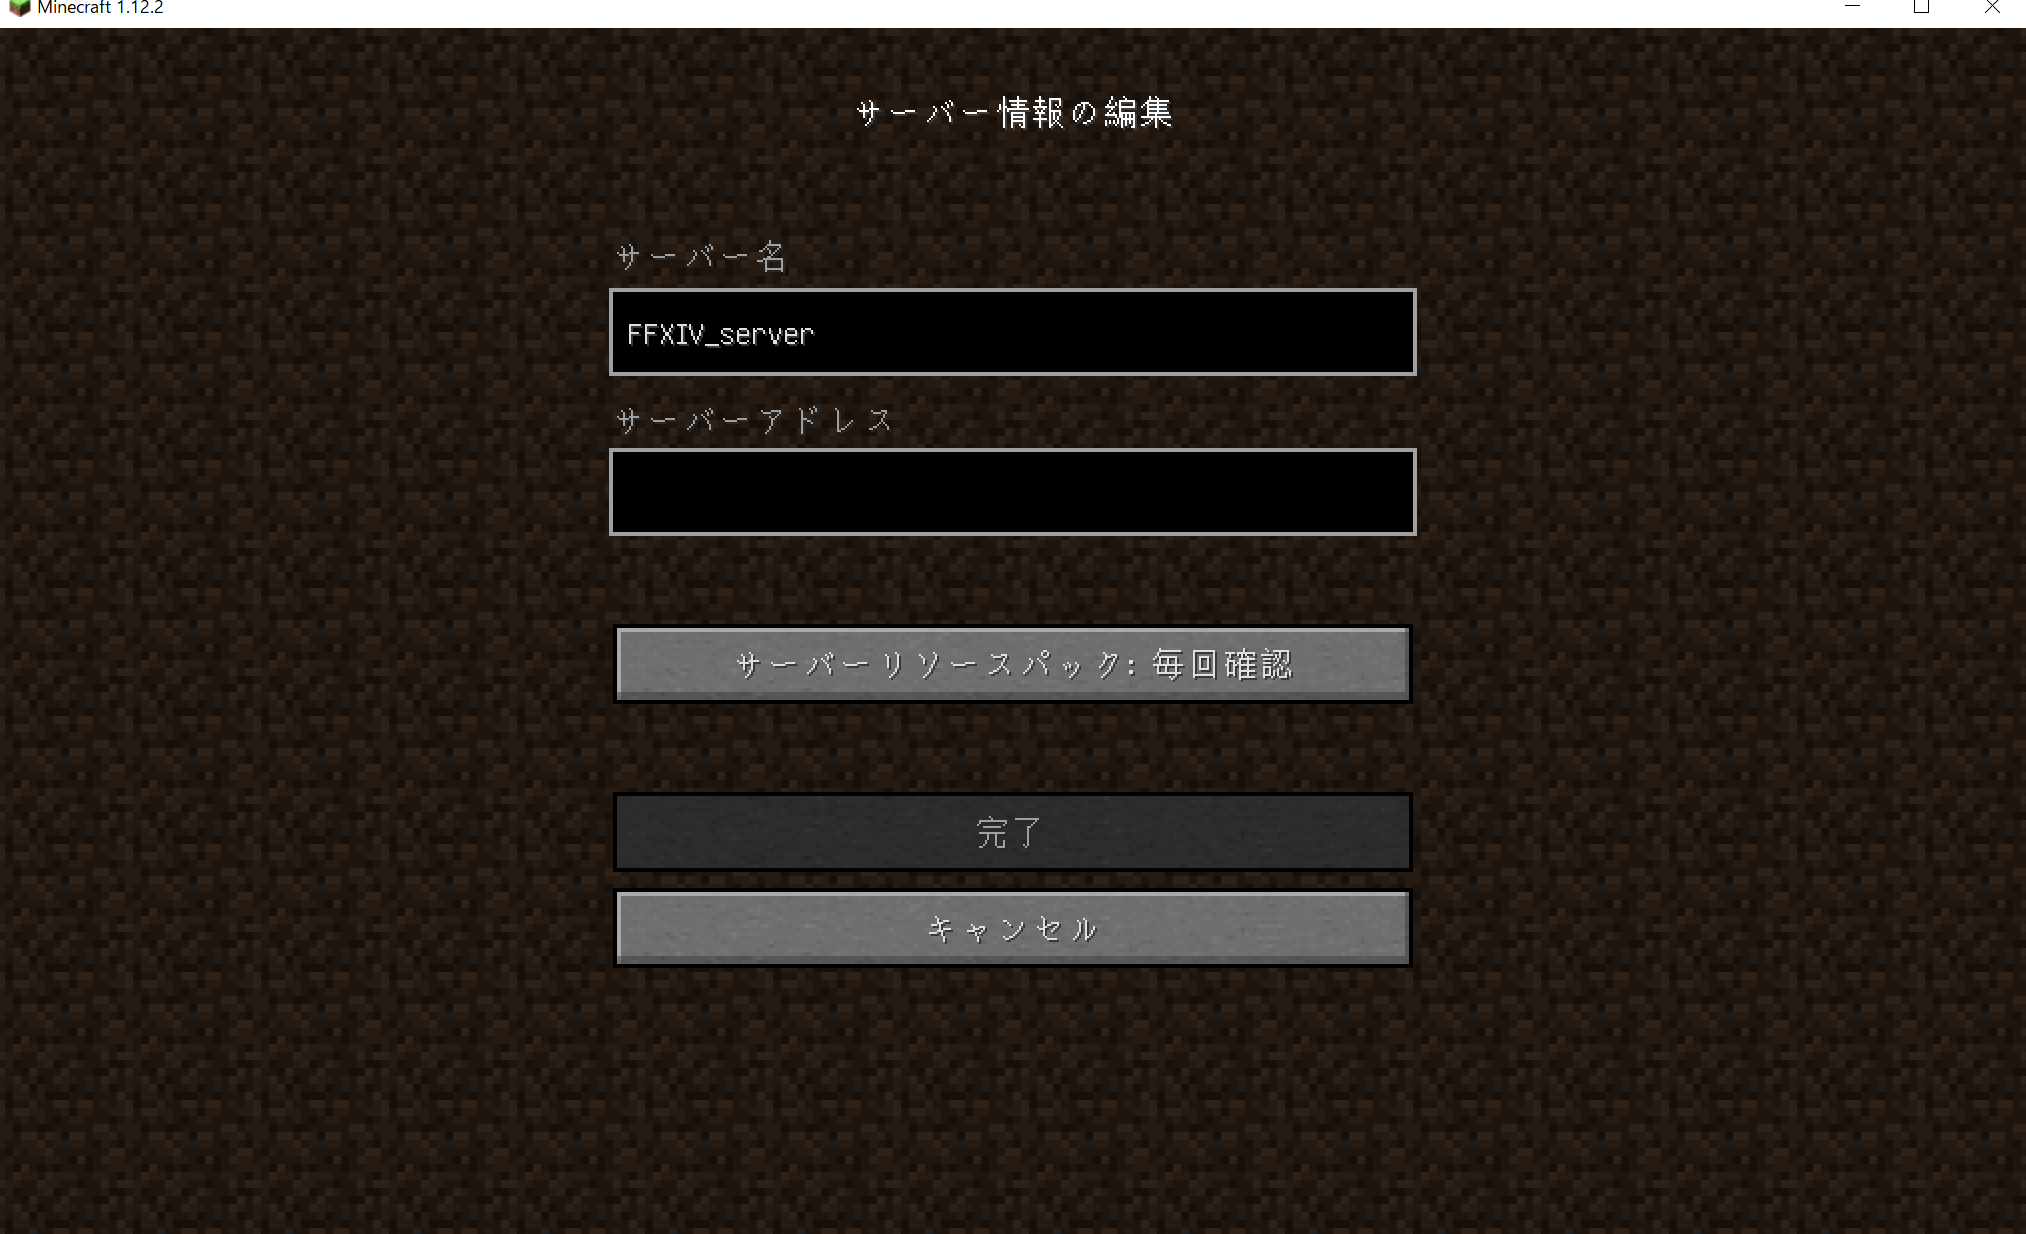 Minecraft 1.12.2
サーバー情報の編集
サーバー名
FFXIV_server
サーバーアドレス
サーバーリソースパック: 毎回確認
完了
キャンセル